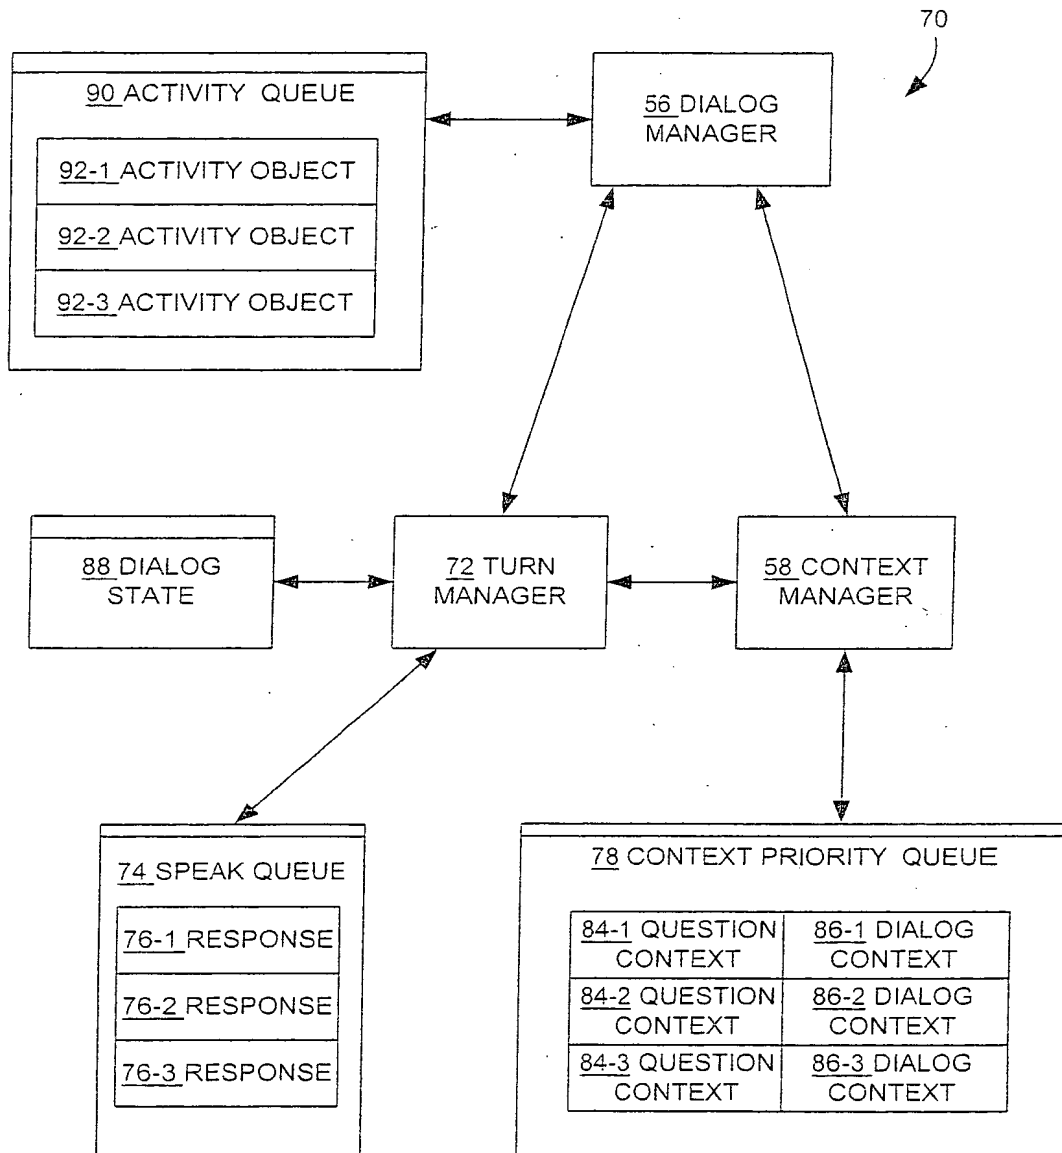 70
90 ACTIVITY QUEUE
92-1 ACTIVITY OBJECT
92-2 ACTIVITY OBJECT
92-3 ACTIVITY OBJECT
56 DIALOG
MANAGER
88 DIALOG
STATE
72 TURN
MANAGER
58 CONTEXT
MANAGER
74 SPEAK QUEUE
76-1 RESPONSE
76-2 RESPONSE
76-3 RESPONSE
78 CONTEXT PRIORITY QUEUE
84-1 QUESTION
CONTEXT
86-1 DIALOG
CONTEXT
84-2 QUESTION
CONTEXT
86-2 DIALOG
CONTEXT
84-3 QUESTION
CONTEXT
86-3 DIALOG
CONTEXT